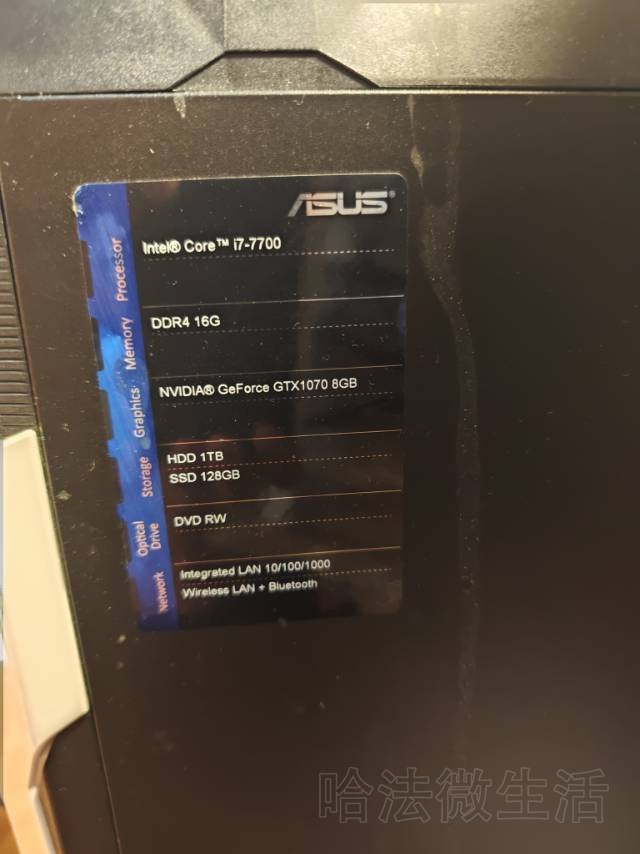 ASUS®
Processor
Intel® Core™ i7-7700
Memory
DDR4 16G
Graphics
NVIDIA® GeForce GTX1070 8GB
Storage
HDD 1TB
SSD 128GB
Optical
Drive
DVD RW
Network
Integrated LAN 10/100/1000
Wireless LAN + Bluetooth
哈法微生活